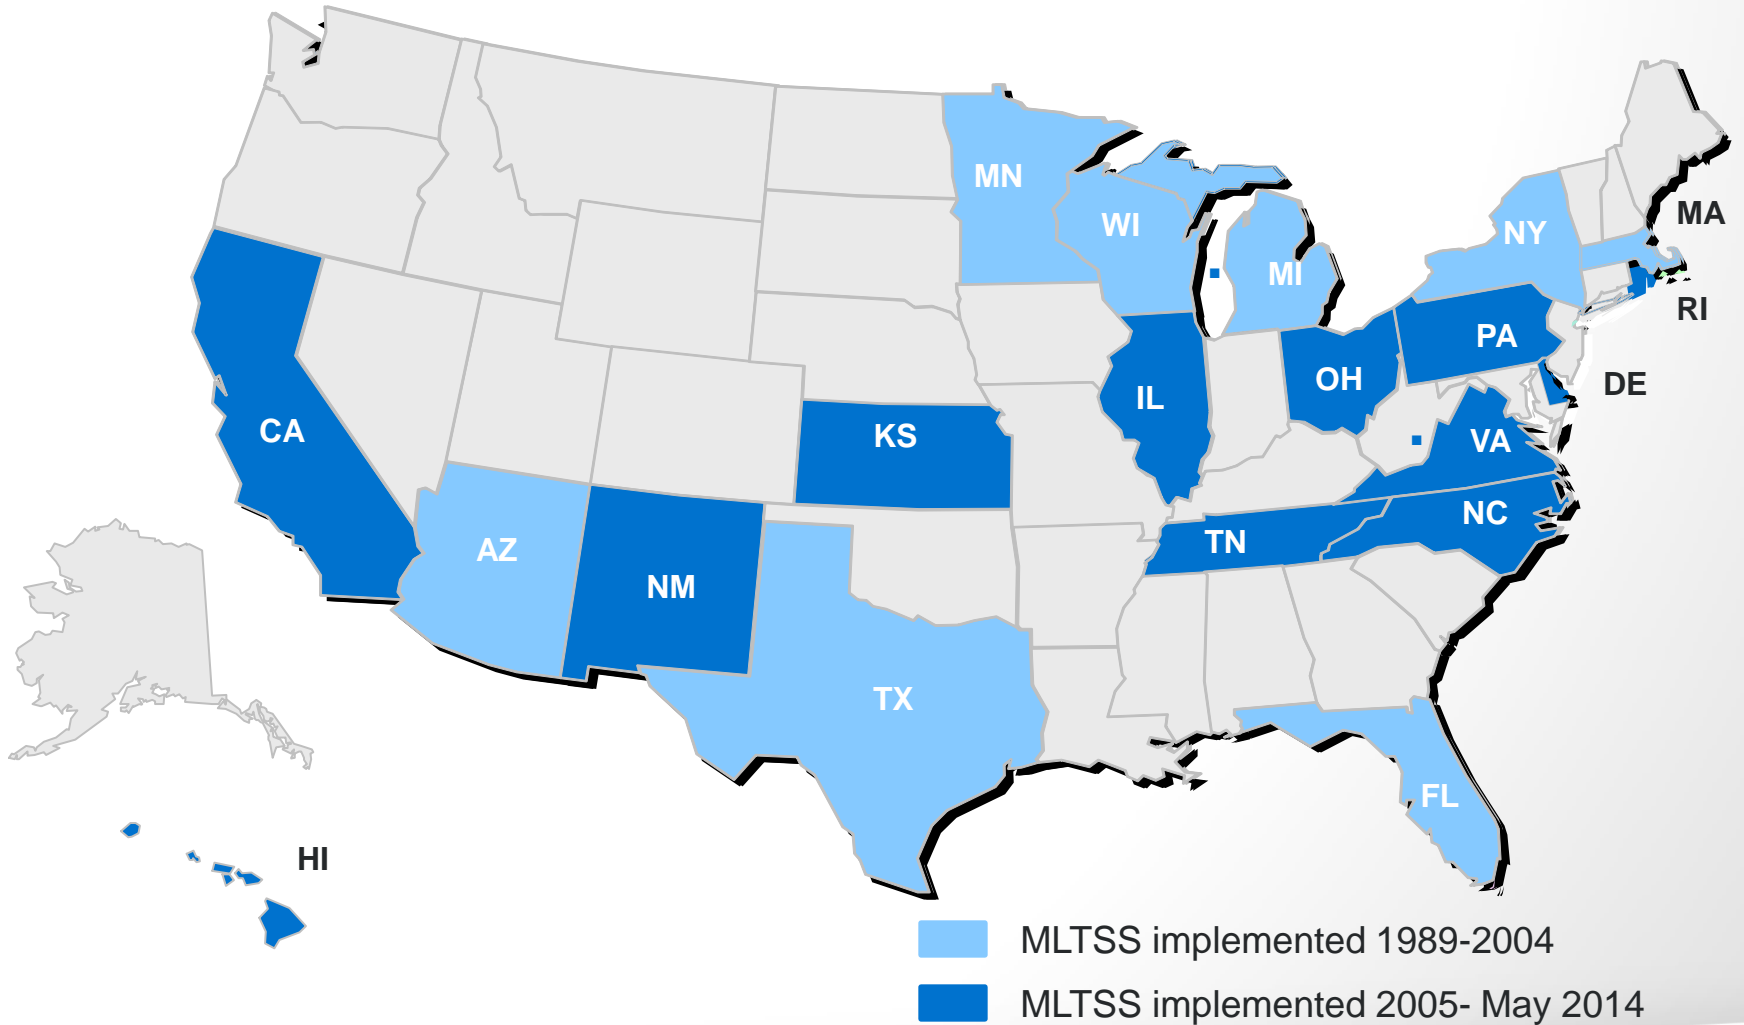 MN
MA
WI
NY
MI
RI
PA
OH
DE
IL
CA
KS
VA
NC
TN
AZ
NM
TX
FL
HI
MLTSS implemented 1989-2004
MLTSS implemented 2005- May 2014